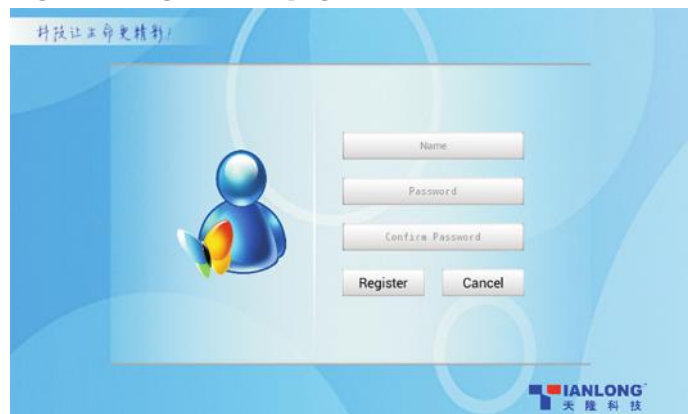 科技让生命更精彩!
Name
Password
Confirm Password
Register
Cancel
TIANLONG
天隆科技